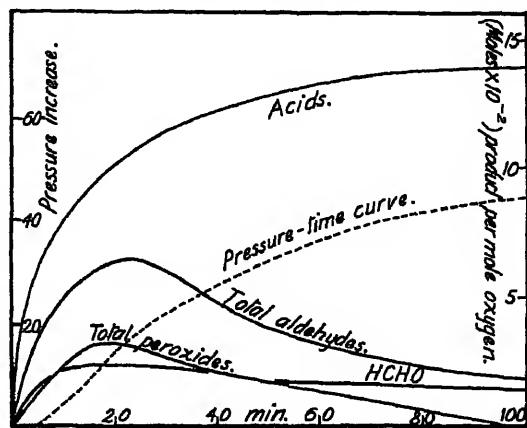 Pressure Increase.
60
40
20
Acids.
Pressure-time curve.
Total aldehydes.
Total peroxides.
HCHO
15
10
5
(Moles×10⁻²) product per mole oxygen.
2,0 4,0 min. 6,0 8,0 100